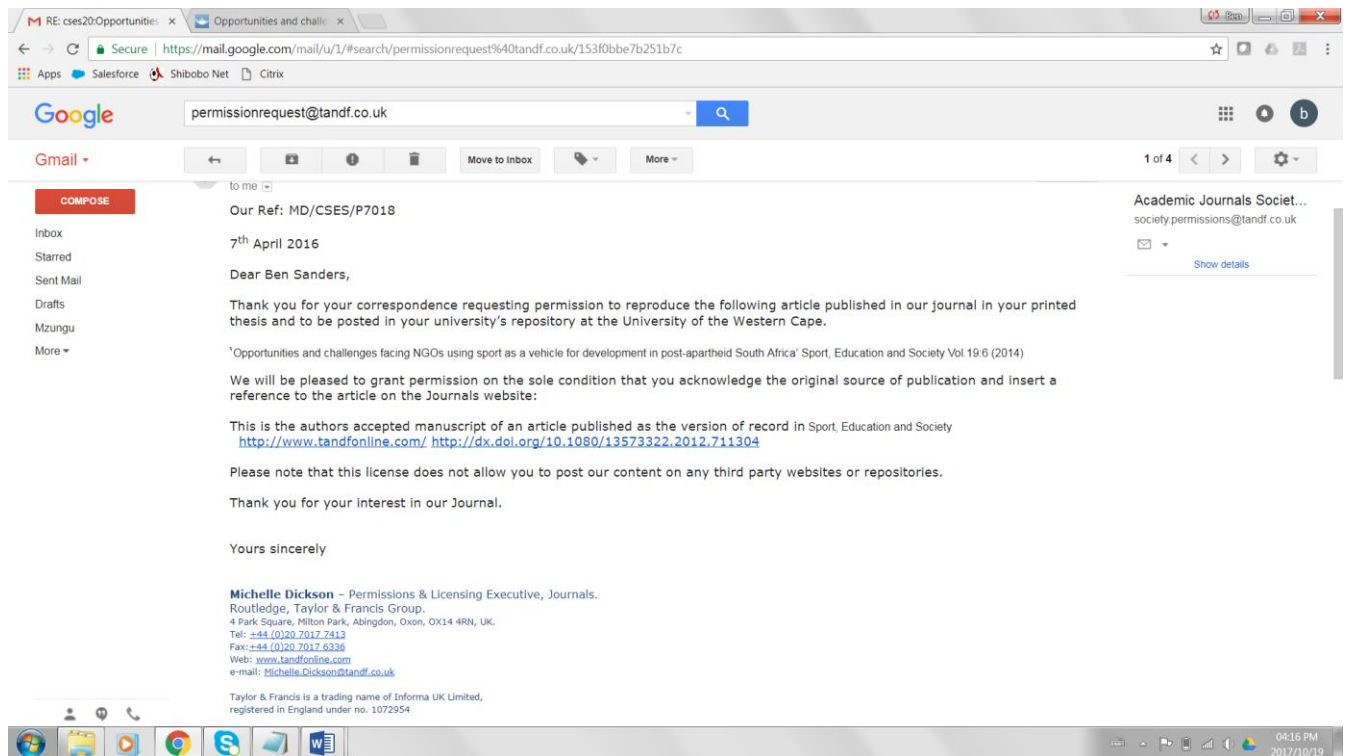 RE: cses20:Opportunities
Opportunities and challe
Ben
Secure https://mail.google.com/mail/u/1/#search/permissionrequest%40tandf.co.uk/153f0bbe7b251b7c
Apps Salesforce Shibobo Net Citrix
Google permissionrequest@tandf.co.uk b
Gmail Move to Inbox More 1 of 4
COMPOSE
Inbox
Starred
Sent Mail
Drafts
Mzungu
More
to me
Our Ref: MD/CSES/P7018
7th April 2016
Dear Ben Sanders,
Thank you for your correspondence requesting permission to reproduce the following article published in our journal in your printed
thesis and to be posted in your university's repository at the University of the Western Cape.
'Opportunities and challenges facing NGOs using sport as a vehicle for development in post-apartheid South Africa' Sport, Education and Society Vol.19:6 (2014)
We will be pleased to grant permission on the sole condition that you acknowledge the original source of publication and insert a
reference to the article on the Journals website:
This is the authors accepted manuscript of an article published as the version of record in Sport, Education and Society
http://www.tandfonline.com/ http://dx.doi.org/10.1080/13573322.2012.711304
Please note that this license does not allow you to post our content on any third party websites or repositories.
Thank you for your interest in our Journal.
Yours sincerely
Michelle Dickson – Permissions & Licensing Executive, Journals.
Routledge, Taylor & Francis Group.
4 Park Square, Milton Park, Abingdon, Oxon, OX14 4RN, UK.
Tel: +44 (0)20 7017 7413
Fax:+44 (0)20 7017 6336
Web: www.tandfonline.com
e-mail: Michelle.Dickson@tandf.co.uk
Taylor & Francis is a trading name of Informa UK Limited,
registered in England under no. 1072954
Academic Journals Societ...
society.permissions@tandf.co.uk
Show details
04:16 PM
2017/10/19